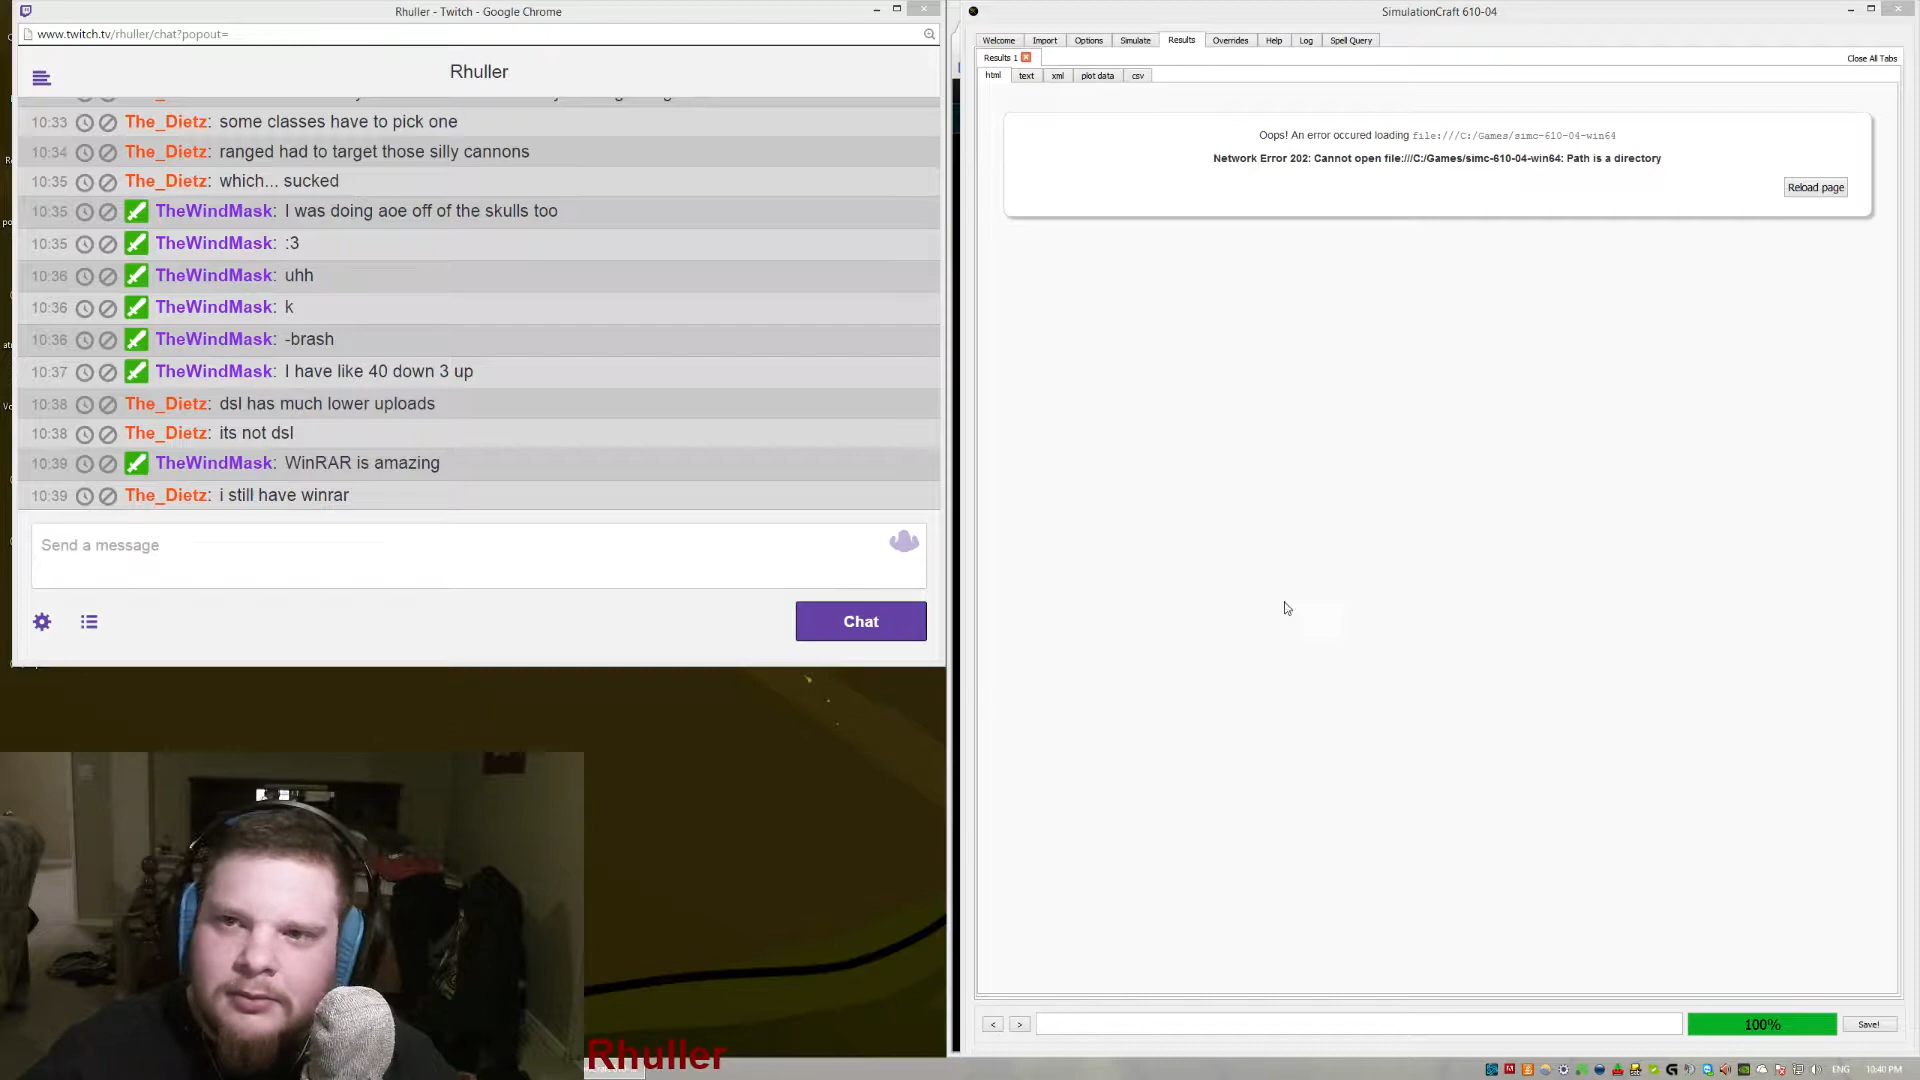 Rhuller - Twitch - Google Chrome
www.twitch.tv/rhuller/chat?popout=
Rhuller
10:33 The_Dietz: some classes have to pick one
10:34 The_Dietz: ranged had to target those silly cannons
10:35 The_Dietz: which... sucked
10:35 TheWindMask: I was doing aoe off of the skulls too
10:35 TheWindMask: :3
10:36 TheWindMask: uhh
10:36 TheWindMask: k
10:36 TheWindMask: -brash
10:37 TheWindMask: I have like 40 down 3 up
10:38 The_Dietz: dsl has much lower uploads
10:38 The_Dietz: its not dsl
10:39 TheWindMask: WinRAR is amazing
10:39 The_Dietz: i still have winrar
Send a message
Chat
Rhuller
SimulationCraft 610-04
Welcome Import Options Simulate Results Overrides Help Log Spell Query
Results 1 Close All Tabs
html text xml plot data csv
Oops! An error occured loading file:///C:/Games/simc-610-04-win64
Network Error 202: Cannot open file:///C:/Games/simc-610-04-win64: Path is a directory
Reload page
< > 100% Save!
ENG 10:40 PM